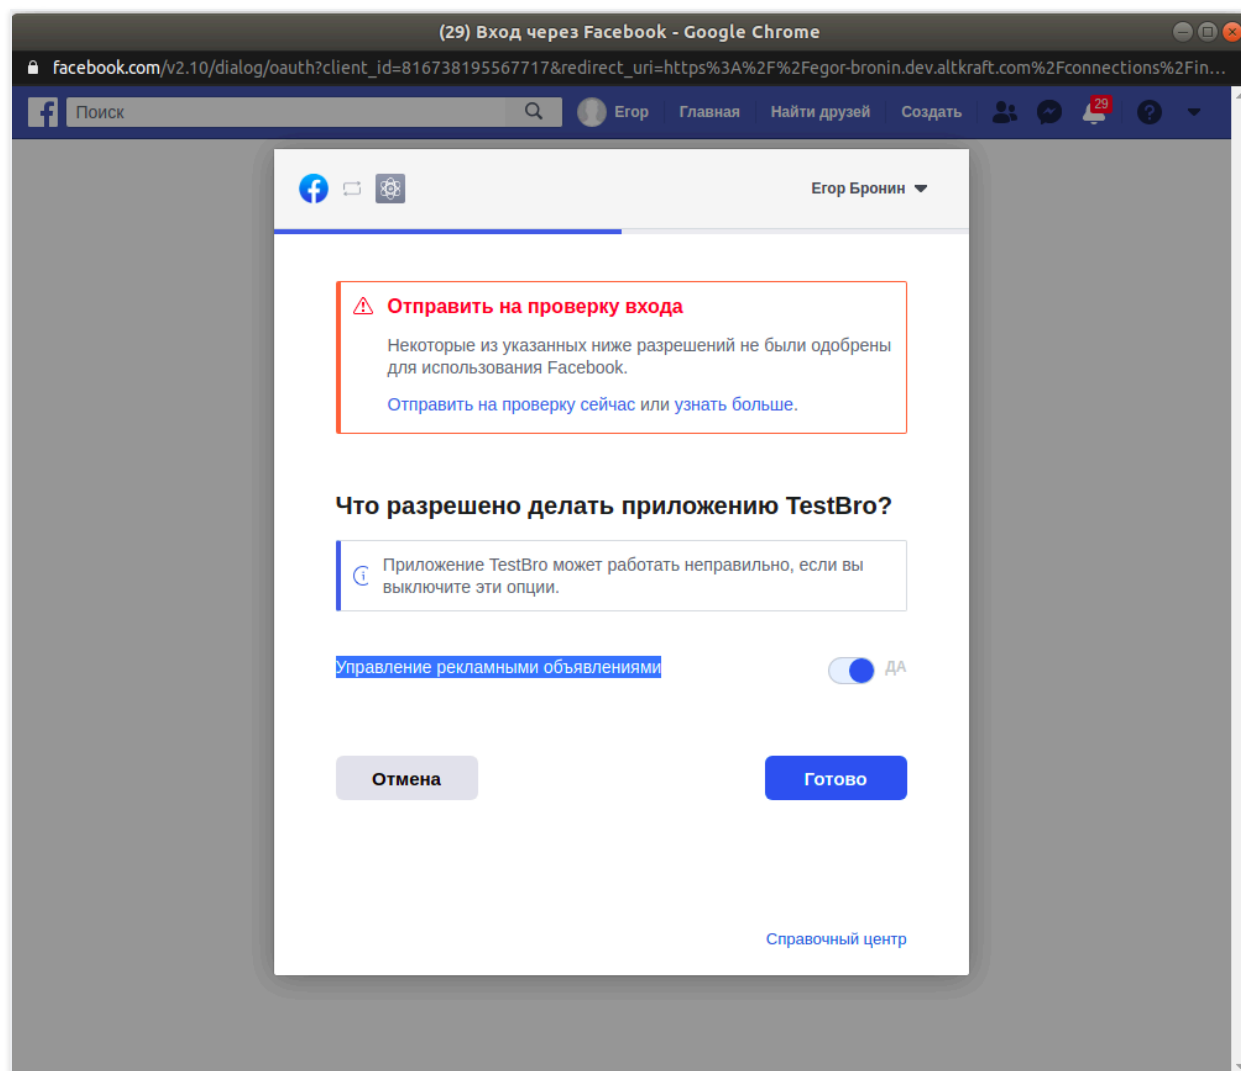 (29) Вход через Facebook - Google Chrome
facebook.com/v2.10/dialog/oauth?client_id=816738195567717&redirect_uri=https%3A%2F%2Fegor-bronin.dev.altkraft.com%2Fconnections%2Fin...
Поиск Егор Главная Найти друзей Создать 29
Егор Бронин
Отправить на проверку входа
Некоторые из указанных ниже разрешений не были одобрены
для использования Facebook.
Отправить на проверку сейчас или узнать больше.
Что разрешено делать приложению TestBro?
Приложение TestBro может работать неправильно, если вы
выключите эти опции.
Управление рекламными объявлениями ДА
Отмена Готово
Справочный центр